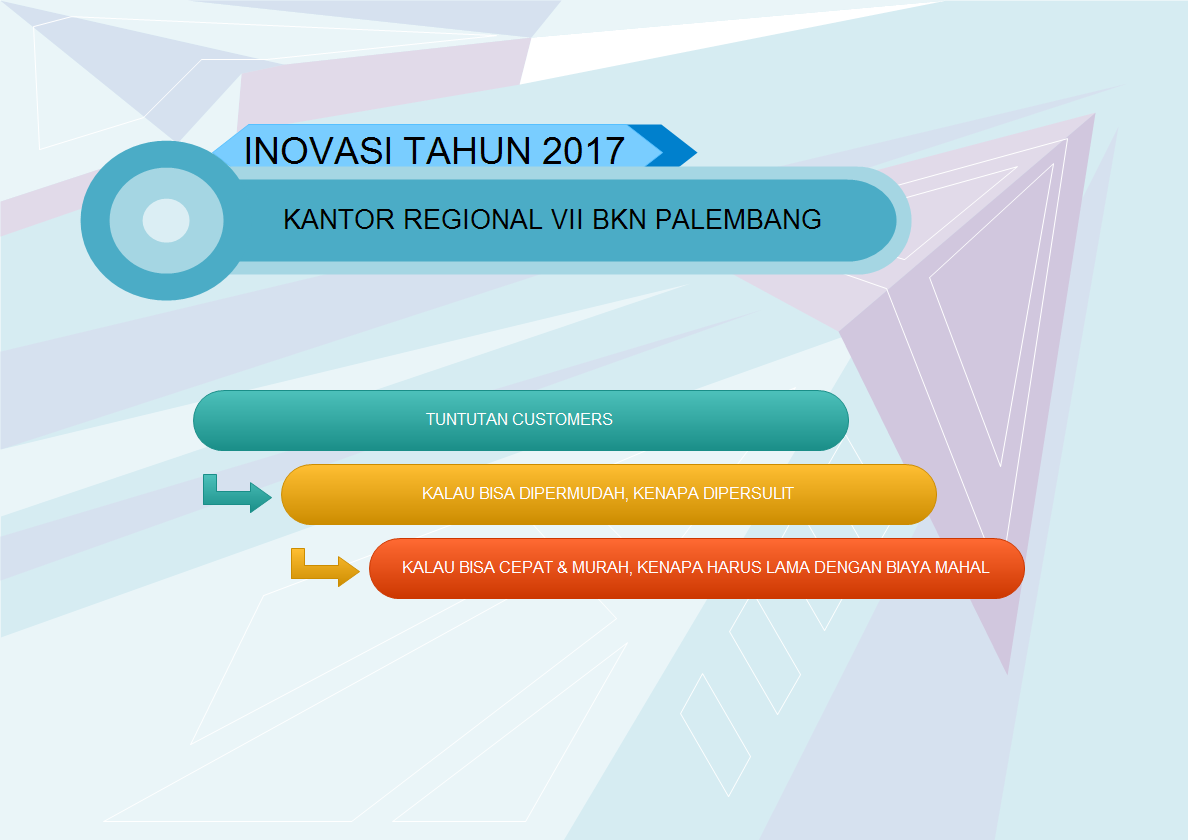 INOVASI TAHUN 2017
KANTOR REGIONAL VII BKN PALEMBANG
TUNTUTAN CUSTOMERS
KALAU BISA DIPERMUDAH, KENAPA DIPERSULIT
KALAU BISA CEPAT & MURAH, KENAPA HARUS LAMA DENGAN BIAYA MAHAL